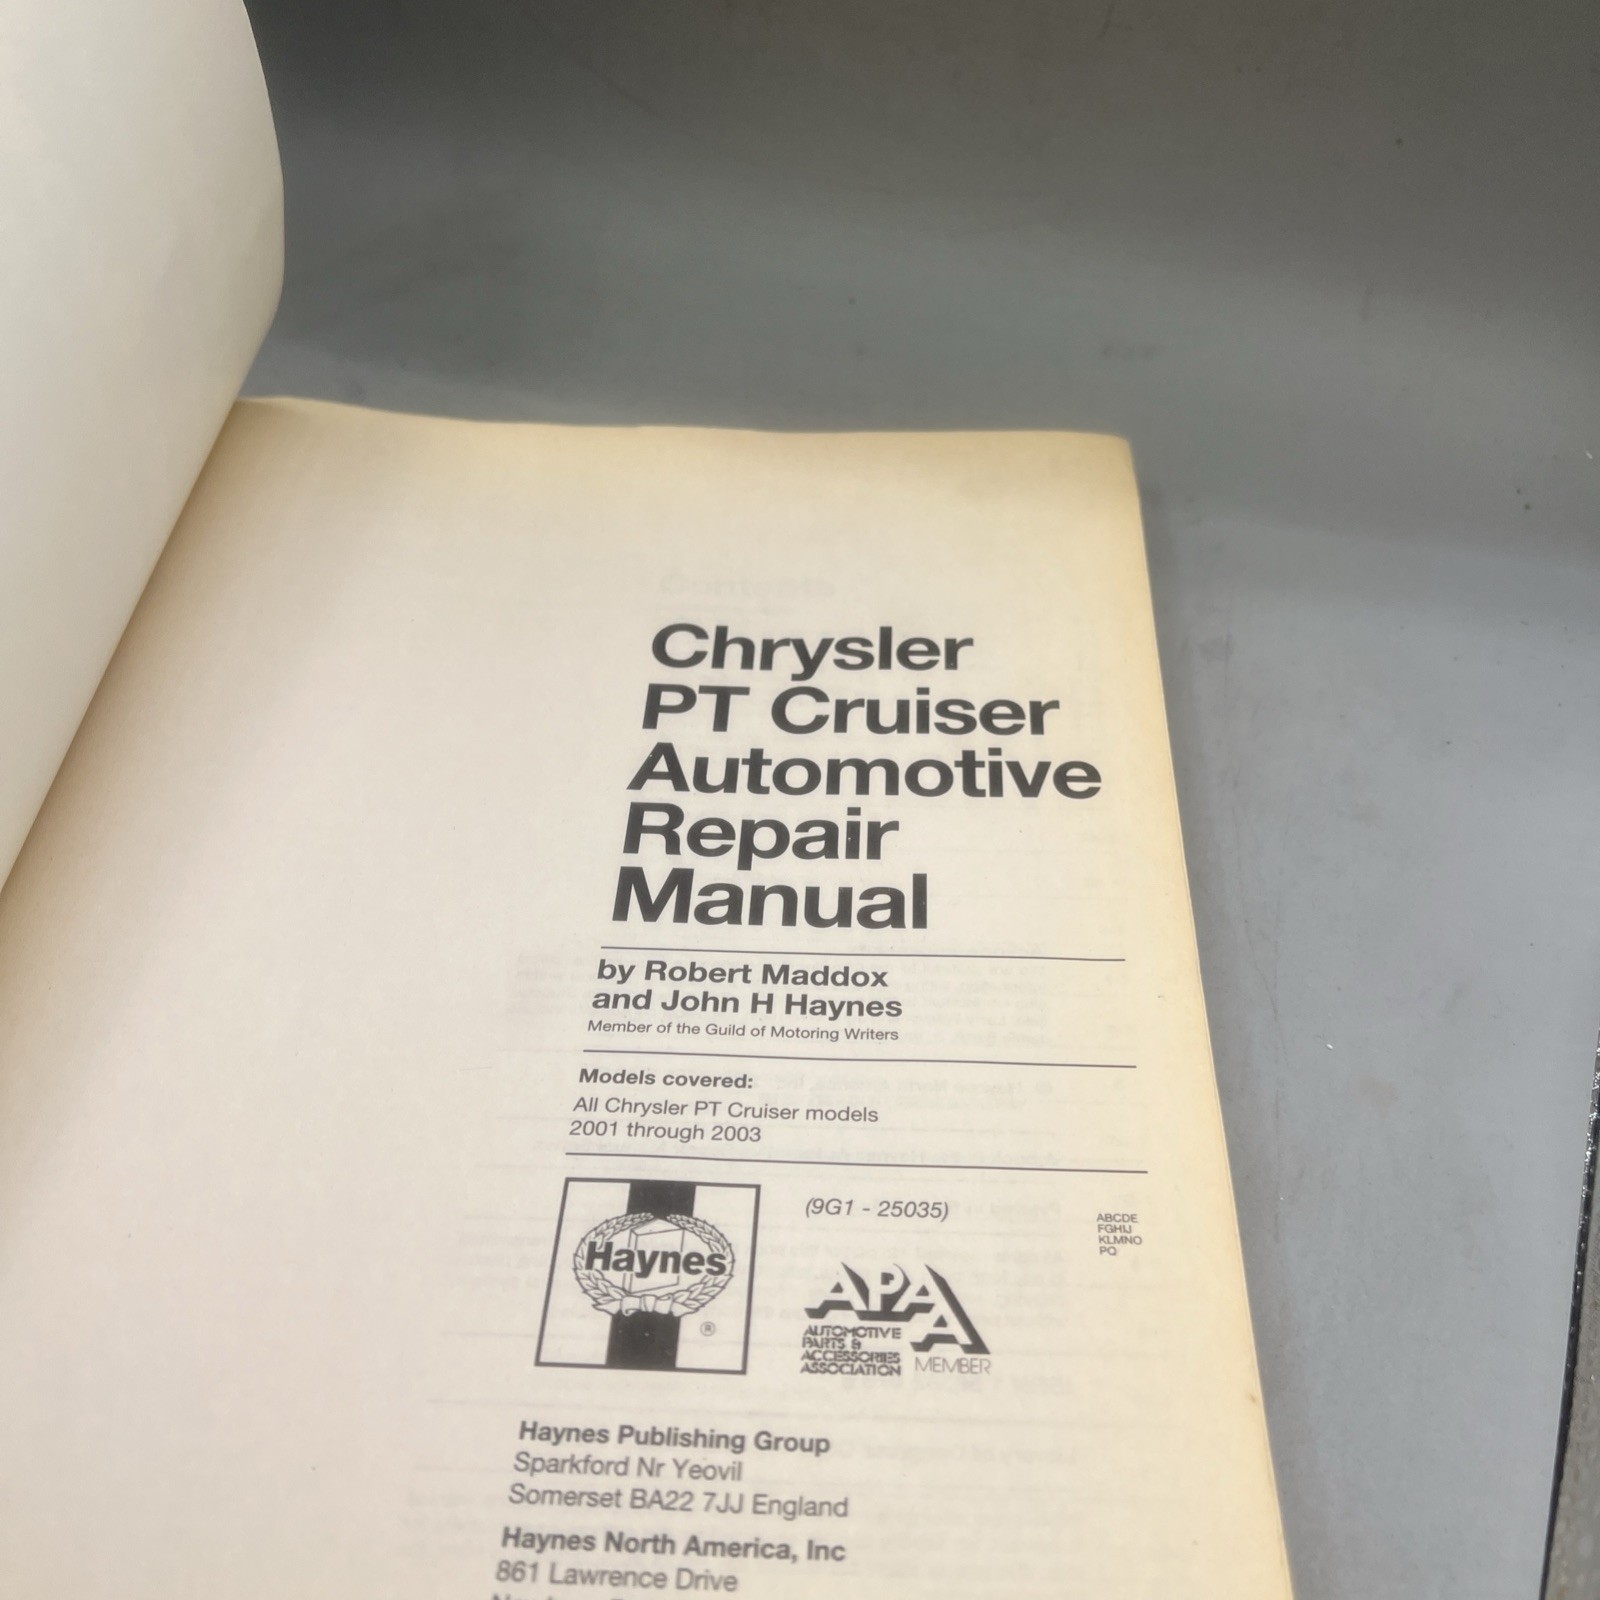 Chrysler
PT Cruiser
Automotive
Repair
Manual
by Robert Maddox
and John H Haynes
Member of the Guild of Motoring Writers
Models covered:
All Chrysler PT Cruiser models
2001 through 2003
Haynes
®
(9G1 - 25035)
ABCDE
FGHIJ
KLMNO
PQ
APAA
AUTOMOTIVE
PARTS &
ACCESSORIES
ASSOCIATION
MEMBER
Haynes Publishing Group
Sparkford Nr Yeovil
Somerset BA22 7JJ England
Haynes North America, Inc
861 Lawrence Drive